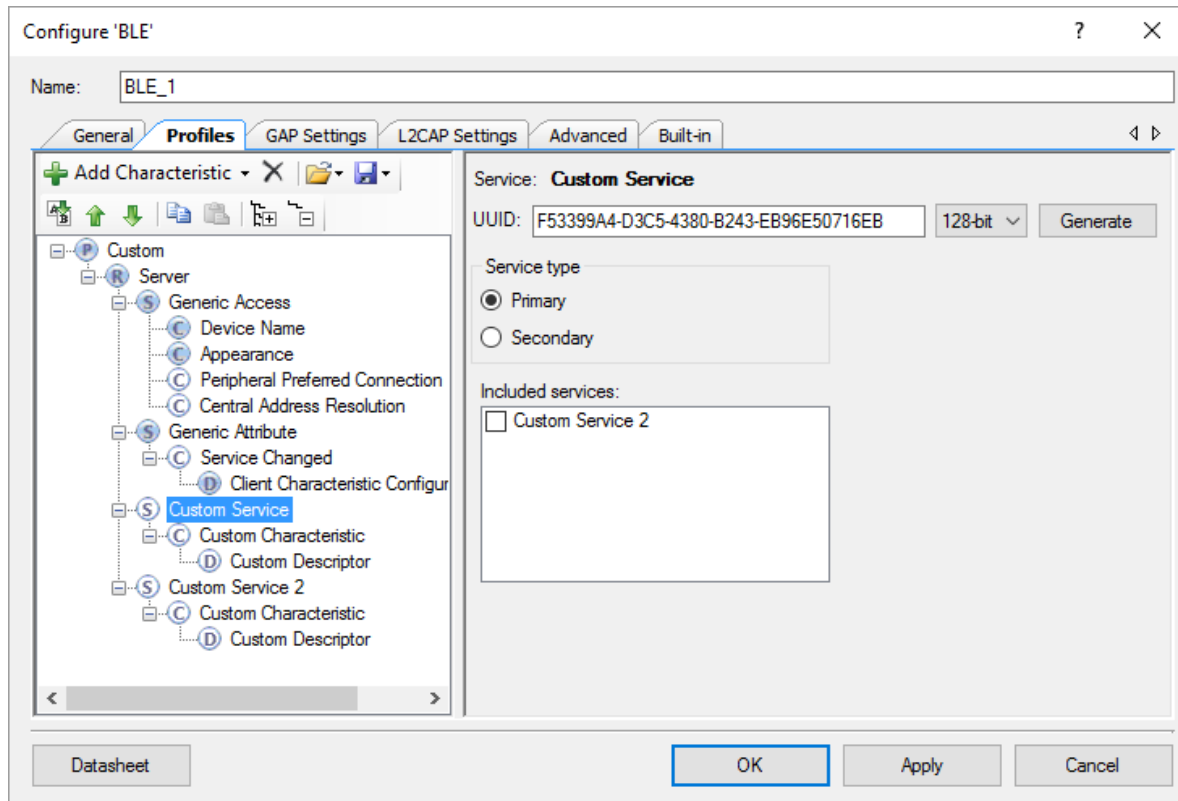 Configure 'BLE'
Name: BLE_1
General Profiles GAP Settings L2CAP Settings Advanced Built-in
Add Characteristic
P Custom
R Server
S Generic Access
C Device Name
C Appearance
C Peripheral Preferred Connection
C Central Address Resolution
S Generic Attribute
C Service Changed
D Client Characteristic Configur
S Custom Service
C Custom Characteristic
D Custom Descriptor
S Custom Service 2
C Custom Characteristic
D Custom Descriptor
Service: Custom Service
UUID: F53399A4-D3C5-4380-B243-EB96E50716EB 128-bit Generate
Service type
Primary
Secondary
Included services:
Custom Service 2
Datasheet OK Apply Cancel